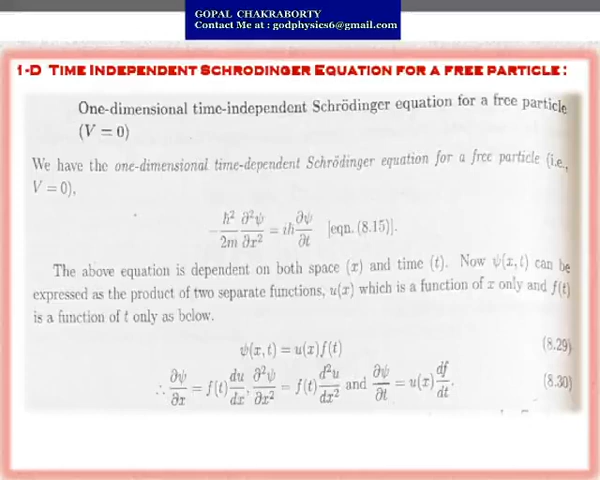 GOPAL CHAKRABORTY
Contact Me at : godphysics6@gmail.com
1-D TIME INDEPENDENT SCHRODINGER EQUATION FOR A FREE PARTICLE :
One-dimensional time-independent Schrödinger equation for a free particle
(V = 0)
We have the one-dimensional time-dependent Schrödinger equation for a free particle (i.e.,
V = 0),
-ħ²/2m ∂²ψ/∂x² = iħ ∂ψ/∂t [eqn. (8.15)].
The above equation is dependent on both space (x) and time (t). Now ψ(x, t) can be
expressed as the product of two separate functions, u(x) which is a function of x only and f(t)
is a function of t only as below.
ψ(x, t) = u(x)f(t) (8.29)
∴ ∂ψ/∂x = f(t) du/dx, ∂²ψ/∂x² = f(t) d²u/dx² and ∂ψ/∂t = u(x) df/dt. (8.30)